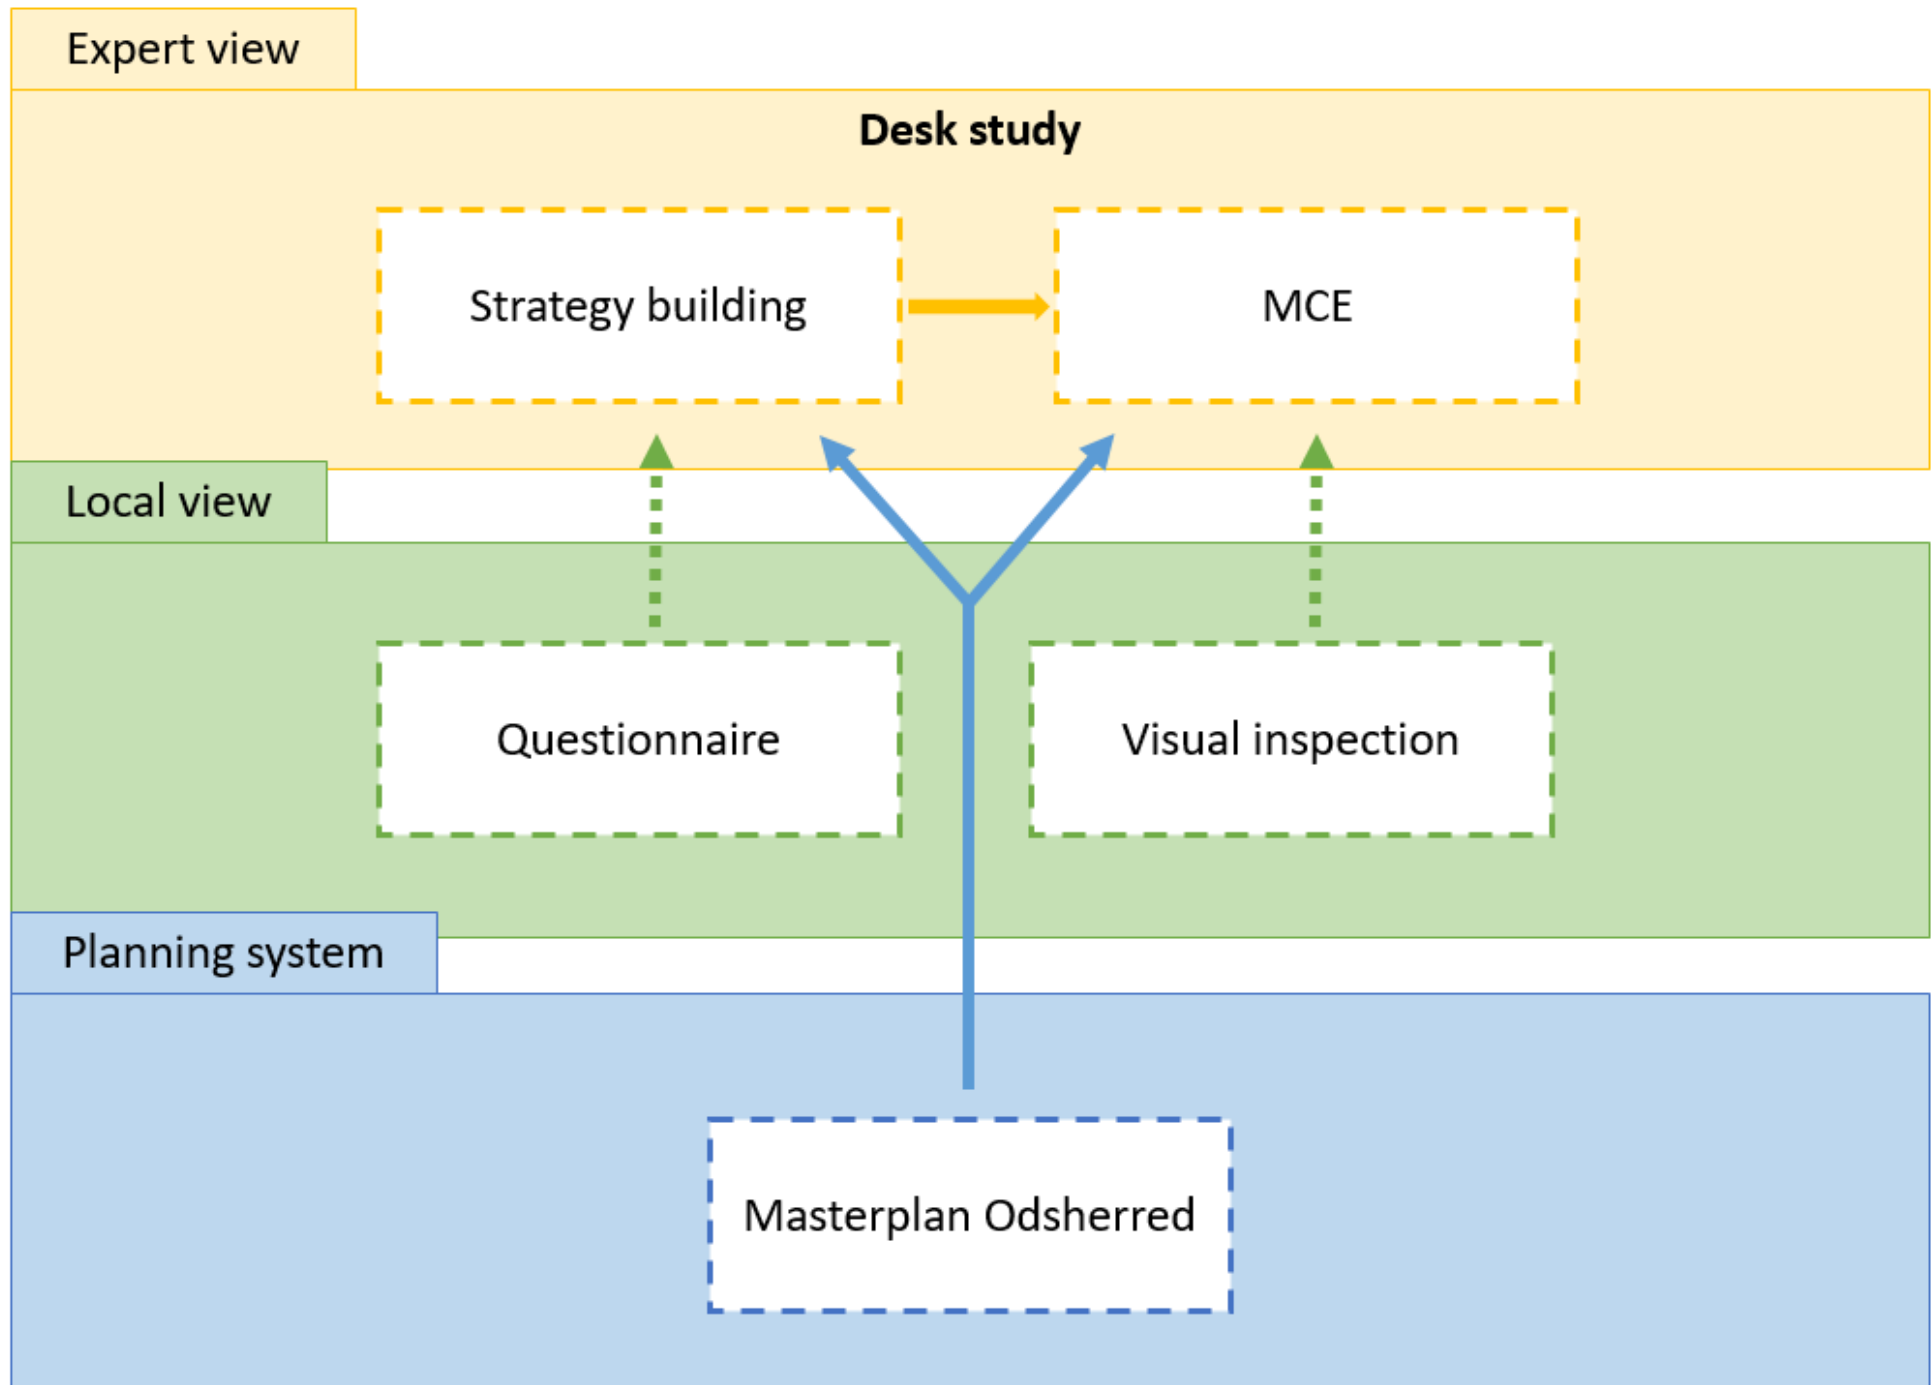 Expert view
Desk study
Strategy building
MCE
Local view
Questionnaire
Visual inspection
Planning system
Masterplan Odsherred